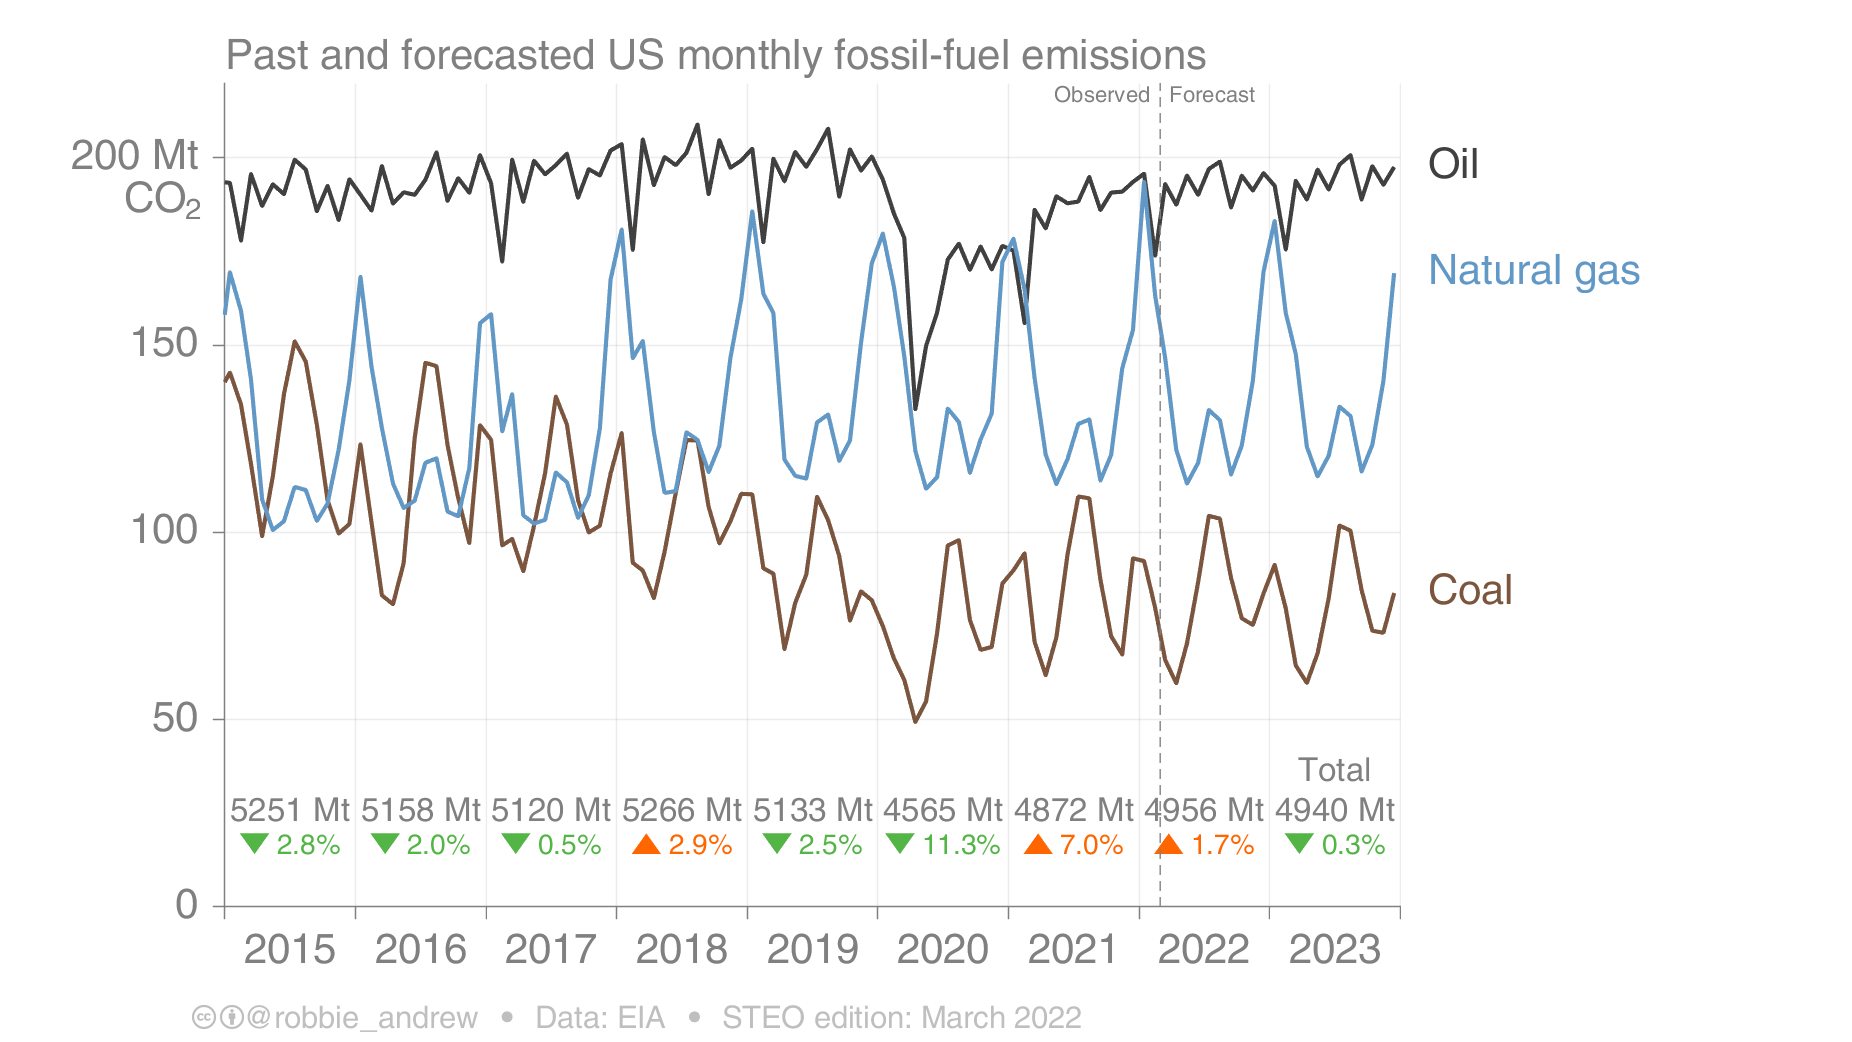 Past and forecasted US monthly fossil-fuel emissions
Observed Forecast
200 Mt
CO₂
150
100
50
0
Oil
Natural gas
Coal
Total
5251 Mt 5158 Mt 5120 Mt 5266 Mt 5133 Mt 4565 Mt 4872 Mt 4956 Mt 4940 Mt
▼ 2.8% ▼ 2.0% ▼ 0.5% ▲ 2.9% ▼ 2.5% ▼ 11.3% ▲ 7.0% ▲ 1.7% ▼ 0.3%
2015 2016 2017 2018 2019 2020 2021 2022 2023
cc @robbie_andrew • Data: EIA • STEO edition: March 2022